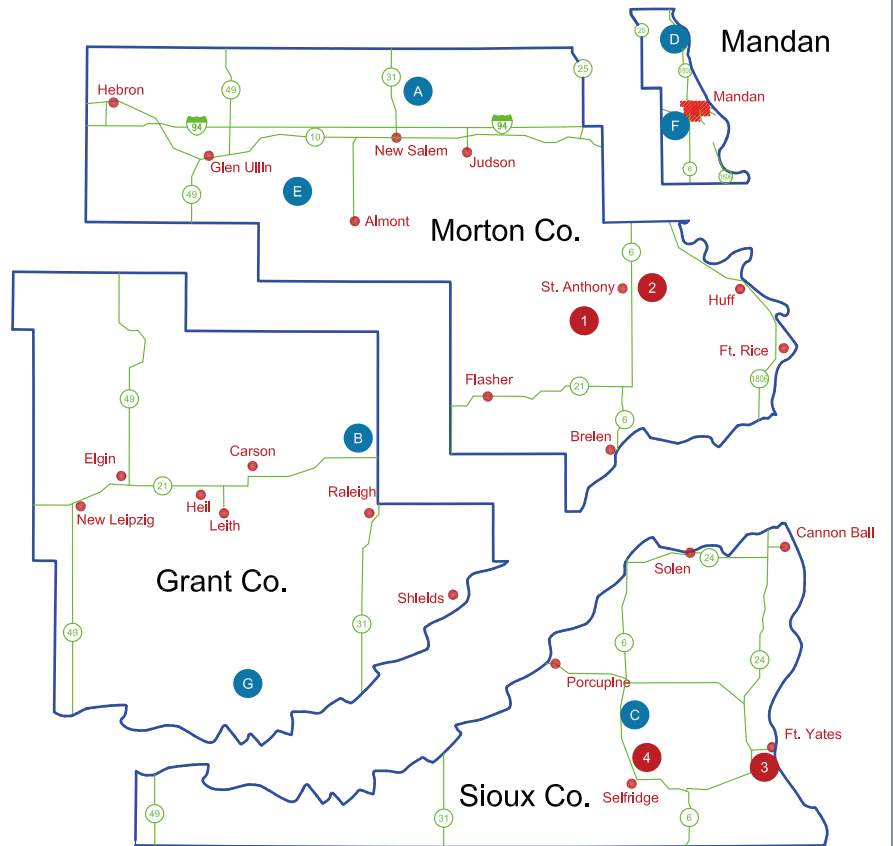 Mandan
D
25
1806
Mandan
F
6
1806
25
31
49
A
Hebron
94
94
10
New Salem
Judson
Glen Ullin
49
E
Almont
Morton Co.
6
St. Anthony
2
Huff
1
Ft. Rice
Flasher
21
1806
6
Brelen
49
B
Carson
Elgin
21
Heil
Leith
Raleigh
New Leipzig
Grant Co.
Shields
49
31
G
Cannon Ball
Solen
24
6
24
Porcupine
C
Ft. Yates
4
3
Selfridge
Sioux Co.
49
31
6